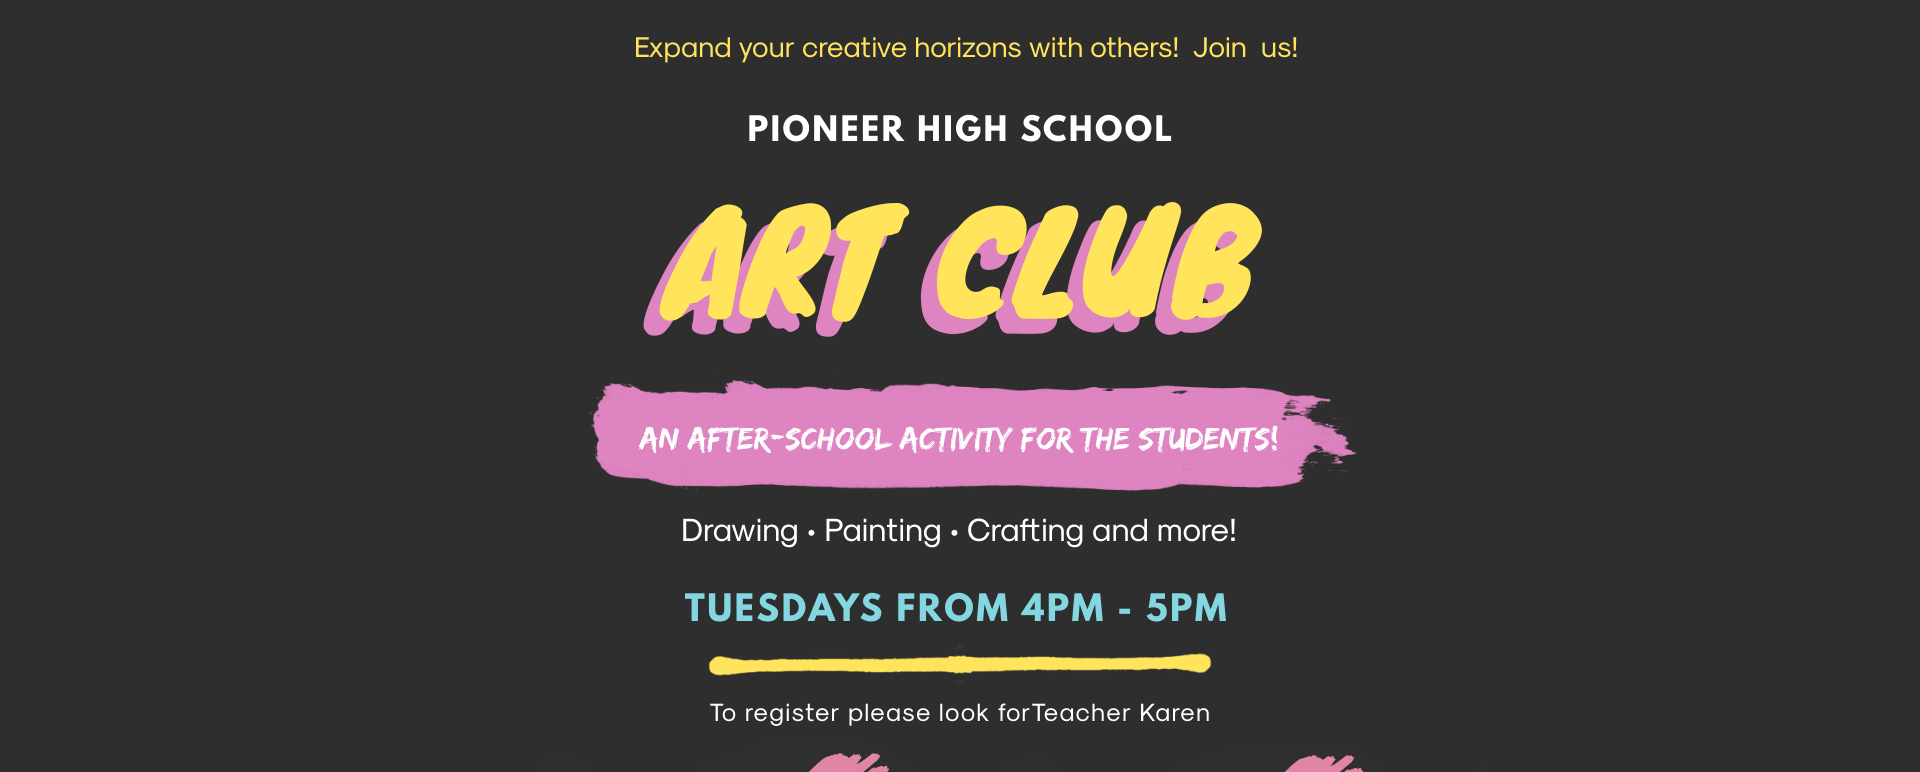 Expand your creative horizons with others!  Join  us!
PIONEER HIGH SCHOOL
ART CLUB
AN AFTER-SCHOOL ACTIVITY FOR THE STUDENTS!
Drawing • Painting • Crafting and more!
TUESDAYS FROM 4PM - 5PM
To register please look forTeacher Karen